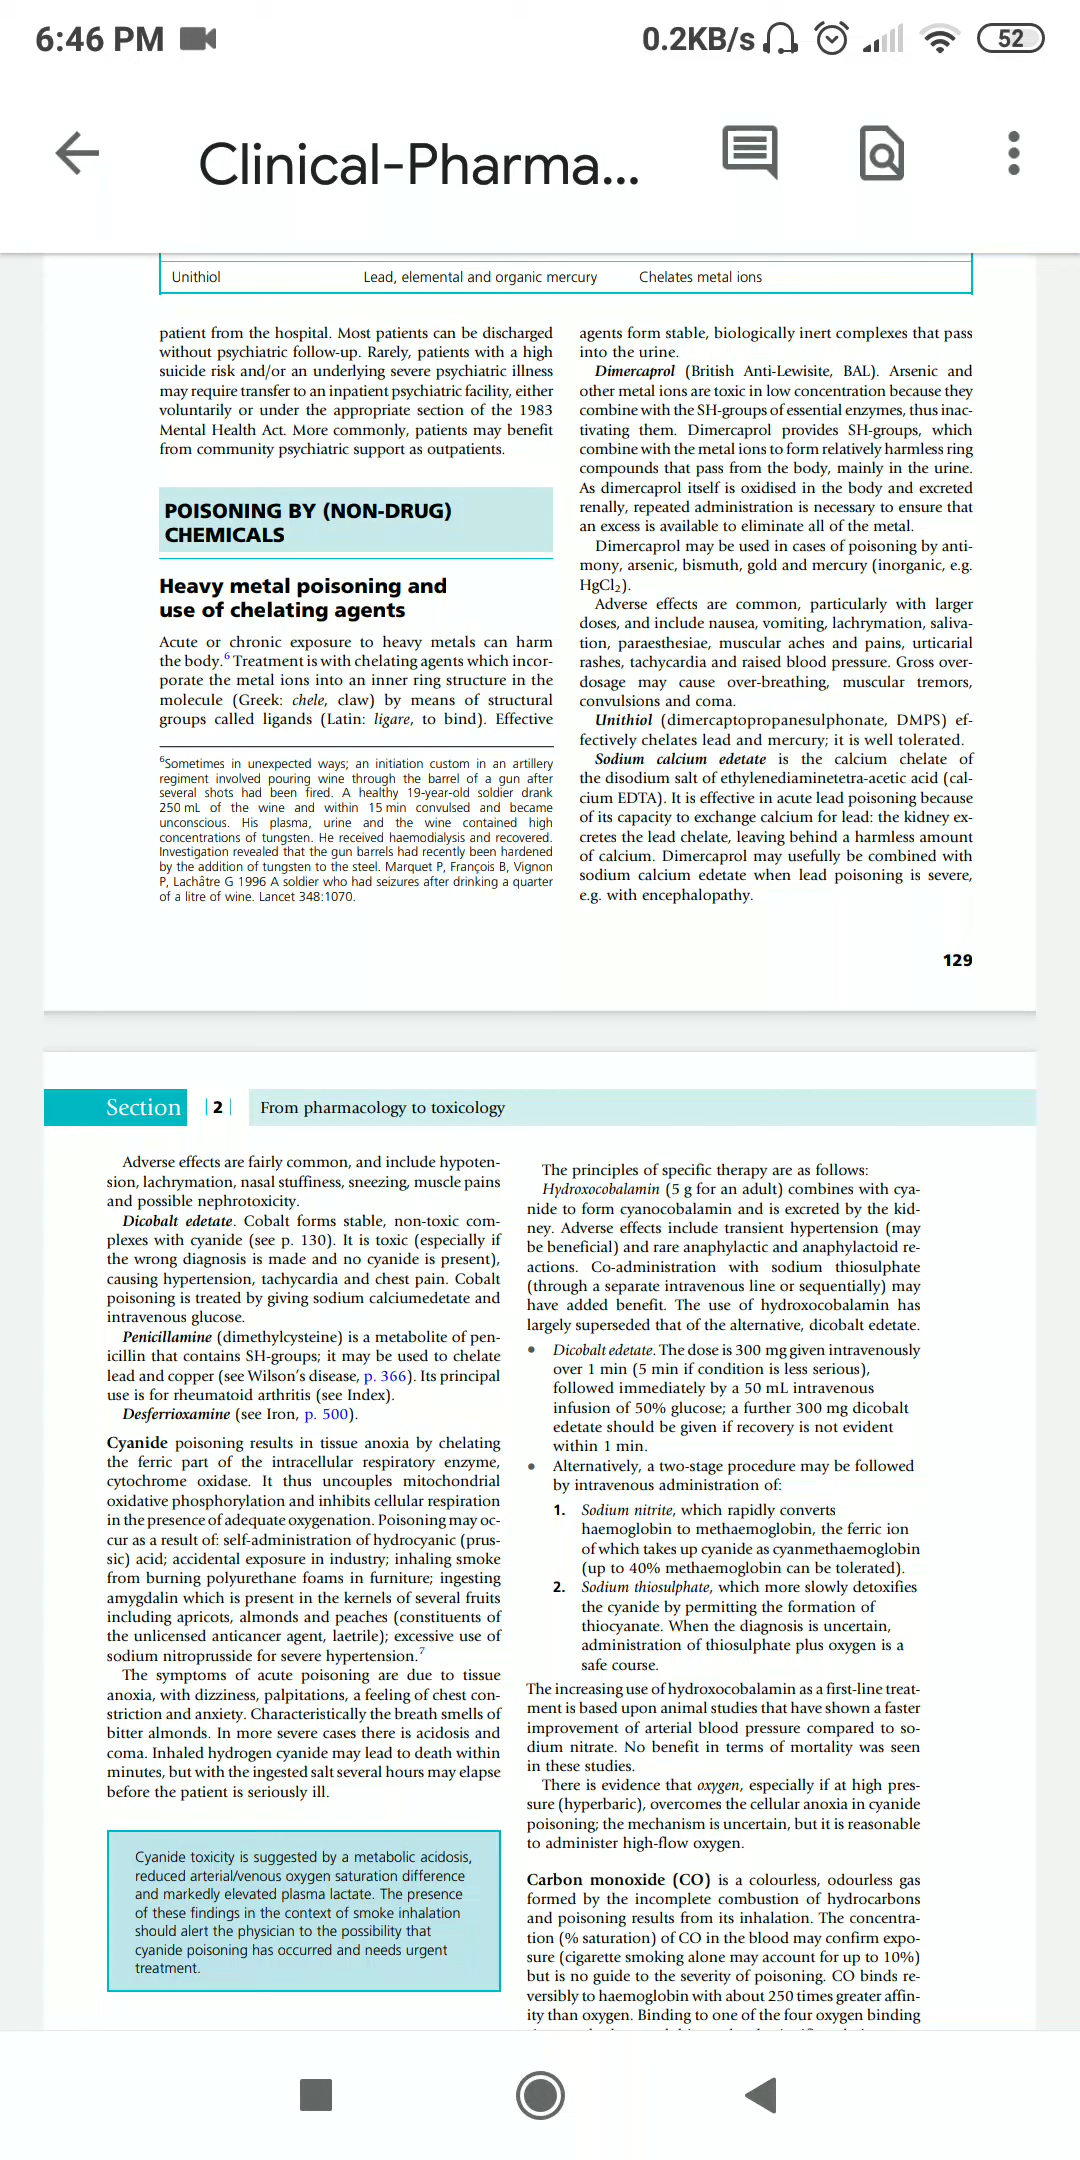 6:46 PM
0.2KB/s
52
Clinical-Pharma...
Unithiol Lead, elemental and organic mercury Chelates metal ions
patient from the hospital. Most patients can be discharged
without psychiatric follow-up. Rarely, patients with a high
suicide risk and/or an underlying severe psychiatric illness
may require transfer to an inpatient psychiatric facility, either
voluntarily or under the appropriate section of the 1983
Mental Health Act. More commonly, patients may benefit
from community psychiatric support as outpatients.
POISONING BY (NON-DRUG)
CHEMICALS
Heavy metal poisoning and
use of chelating agents
Acute or chronic exposure to heavy metals can harm
the body.6 Treatment is with chelating agents which incor-
porate the metal ions into an inner ring structure in the
molecule (Greek: chele, claw) by means of structural
groups called ligands (Latin: ligare, to bind). Effective
6Sometimes in unexpected ways; an initiation custom in an artillery
regiment involved pouring wine through the barrel of a gun after
several shots had been fired. A healthy 19-year-old soldier drank
250 mL of the wine and within 15 min convulsed and became
unconscious. His plasma, urine and the wine contained high
concentrations of tungsten. He received haemodialysis and recovered.
Investigation revealed that the gun barrels had recently been hardened
by the addition of tungsten to the steel. Marquet P, François B, Vignon
P, Lachâtre G 1996 A soldier who had seizures after drinking a quarter
of a litre of wine. Lancet 348:1070.
agents form stable, biologically inert complexes that pass
into the urine.
Dimercaprol (British Anti-Lewisite, BAL). Arsenic and
other metal ions are toxic in low concentration because they
combine with the SH-groups of essential enzymes, thus inac-
tivating them. Dimercaprol provides SH-groups, which
combine with the metal ions to form relatively harmless ring
compounds that pass from the body, mainly in the urine.
As dimercaprol itself is oxidised in the body and excreted
renally, repeated administration is necessary to ensure that
an excess is available to eliminate all of the metal.
Dimercaprol may be used in cases of poisoning by anti-
mony, arsenic, bismuth, gold and mercury (inorganic, e.g.
HgCl2).
Adverse effects are common, particularly with larger
doses, and include nausea, vomiting, lachrymation, saliva-
tion, paraesthesiae, muscular aches and pains, urticarial
rashes, tachycardia and raised blood pressure. Gross over-
dosage may cause over-breathing, muscular tremors,
convulsions and coma.
Unithiol (dimercaptopropanesulphonate, DMPS) ef-
fectively chelates lead and mercury; it is well tolerated.
Sodium calcium edetate is the calcium chelate of
the disodium salt of ethylenediaminetetra-acetic acid (cal-
cium EDTA). It is effective in acute lead poisoning because
of its capacity to exchange calcium for lead: the kidney ex-
cretes the lead chelate, leaving behind a harmless amount
of calcium. Dimercaprol may usefully be combined with
sodium calcium edetate when lead poisoning is severe,
e.g. with encephalopathy.
129
Section | 2 | From pharmacology to toxicology
Adverse effects are fairly common, and include hypoten-
sion, lachrymation, nasal stuffiness, sneezing, muscle pains
and possible nephrotoxicity.
Dicobalt edetate. Cobalt forms stable, non-toxic com-
plexes with cyanide (see p. 130). It is toxic (especially if
the wrong diagnosis is made and no cyanide is present),
causing hypertension, tachycardia and chest pain. Cobalt
poisoning is treated by giving sodium calciumedetate and
intravenous glucose.
Penicillamine (dimethylcysteine) is a metabolite of pen-
icillin that contains SH-groups; it may be used to chelate
lead and copper (see Wilson's disease, p. 366). Its principal
use is for rheumatoid arthritis (see Index).
Desferrioxamine (see Iron, p. 500).
Cyanide poisoning results in tissue anoxia by chelating
the ferric part of the intracellular respiratory enzyme,
cytochrome oxidase. It thus uncouples mitochondrial
oxidative phosphorylation and inhibits cellular respiration
in the presence of adequate oxygenation. Poisoning may oc-
cur as a result of: self-administration of hydrocyanic (prus-
sic) acid; accidental exposure in industry; inhaling smoke
from burning polyurethane foams in furniture; ingesting
amygdalin which is present in the kernels of several fruits
including apricots, almonds and peaches (constituents of
the unlicensed anticancer agent, laetrile); excessive use of
sodium nitroprusside for severe hypertension.7
The symptoms of acute poisoning are due to tissue
anoxia, with dizziness, palpitations, a feeling of chest con-
striction and anxiety. Characteristically the breath smells of
bitter almonds. In more severe cases there is acidosis and
coma. Inhaled hydrogen cyanide may lead to death within
minutes, but with the ingested salt several hours may elapse
before the patient is seriously ill.
Cyanide toxicity is suggested by a metabolic acidosis,
reduced arterial/venous oxygen saturation difference
and markedly elevated plasma lactate. The presence
of these findings in the context of smoke inhalation
should alert the physician to the possibility that
cyanide poisoning has occurred and needs urgent
treatment.
The principles of specific therapy are as follows:
Hydroxocobalamin (5 g for an adult) combines with cya-
nide to form cyanocobalamin and is excreted by the kid-
ney. Adverse effects include transient hypertension (may
be beneficial) and rare anaphylactic and anaphylactoid re-
actions. Co-administration with sodium thiosulphate
(through a separate intravenous line or sequentially) may
have added benefit. The use of hydroxocobalamin has
largely superseded that of the alternative, dicobalt edetate.
• Dicobalt edetate. The dose is 300 mg given intravenously
over 1 min (5 min if condition is less serious),
followed immediately by a 50 mL intravenous
infusion of 50% glucose; a further 300 mg dicobalt
edetate should be given if recovery is not evident
within 1 min.
• Alternatively, a two-stage procedure may be followed
by intravenous administration of:
1. Sodium nitrite, which rapidly converts
haemoglobin to methaemoglobin, the ferric ion
of which takes up cyanide as cyanmethaemoglobin
(up to 40% methaemoglobin can be tolerated).
2. Sodium thiosulphate, which more slowly detoxifies
the cyanide by permitting the formation of
thiocyanate. When the diagnosis is uncertain,
administration of thiosulphate plus oxygen is a
safe course.
The increasing use of hydroxocobalamin as a first-line treat-
ment is based upon animal studies that have shown a faster
improvement of arterial blood pressure compared to so-
dium nitrate. No benefit in terms of mortality was seen
in these studies.
There is evidence that oxygen, especially if at high pres-
sure (hyperbaric), overcomes the cellular anoxia in cyanide
poisoning; the mechanism is uncertain, but it is reasonable
to administer high-flow oxygen.
Carbon monoxide (CO) is a colourless, odourless gas
formed by the incomplete combustion of hydrocarbons
and poisoning results from its inhalation. The concentra-
tion (% saturation) of CO in the blood may confirm expo-
sure (cigarette smoking alone may account for up to 10%)
but is no guide to the severity of poisoning. CO binds re-
versibly to haemoglobin with about 250 times greater affin-
ity than oxygen. Binding to one of the four oxygen binding